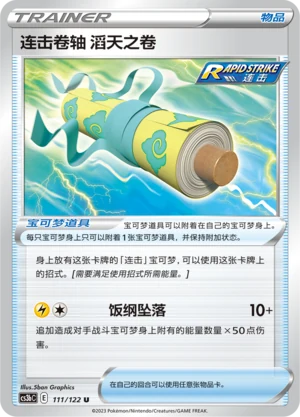 TRAINER 物品
连击卷轴 滔天之卷
RAPID STRIKE
连击
宝可梦道具 宝可梦道具可以附着在自己的宝可梦身上。
每只宝可梦身上只可以附着1张宝可梦道具，并保持附加状态。
身上放有这张卡牌的「连击」宝可梦，可以使用这张卡牌上的招式。[需要满足使用招式所需能量。]
饭纲坠落 10+
追加造成对手战斗宝可梦身上附有的能量数量×50点伤害。
Illus.5ban Graphics
cs3bC E 111/122 U
在自己的回合可以使用任意张物品卡。
©2023 Pokémon/Nintendo/Creatures/GAME FREAK.